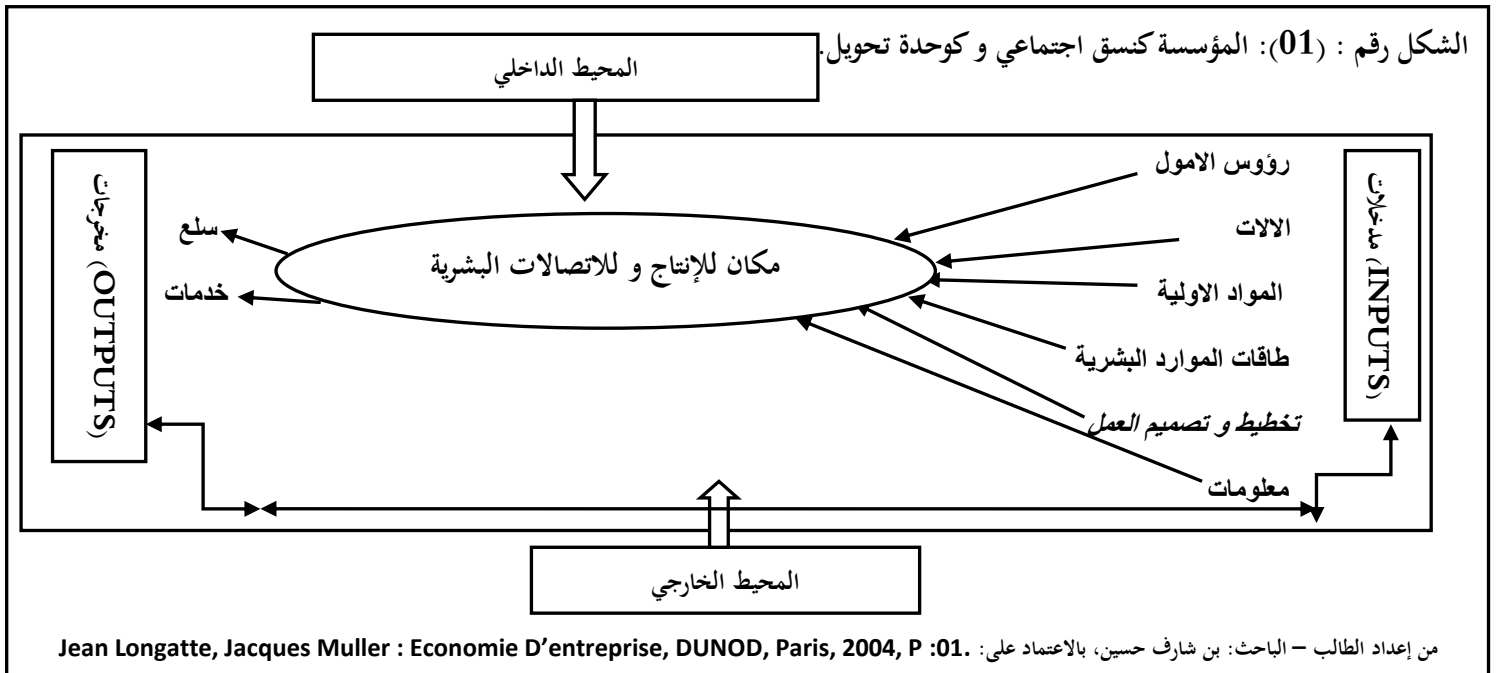 الشكل رقم : (01): المؤسسة كنسق اجتماعي و كوحدة تحويل.
المحيط الداخلي
مدخلات (INPUTS)
رؤوس الامول
الالات
المواد الاولية
طاقات الموارد البشرية
تخطيط و تصميم العمل
معلومات
مكان للإنتاج و للاتصالات البشرية
سلع
خدمات
مخرجات (OUTPUTS)
المحيط الخارجي
من إعداد الطالب – الباحث: بن شارف حسين، بالاعتماد على: Jean Longatte, Jacques Muller : Economie D’entreprise, DUNOD, Paris, 2004, P :01.